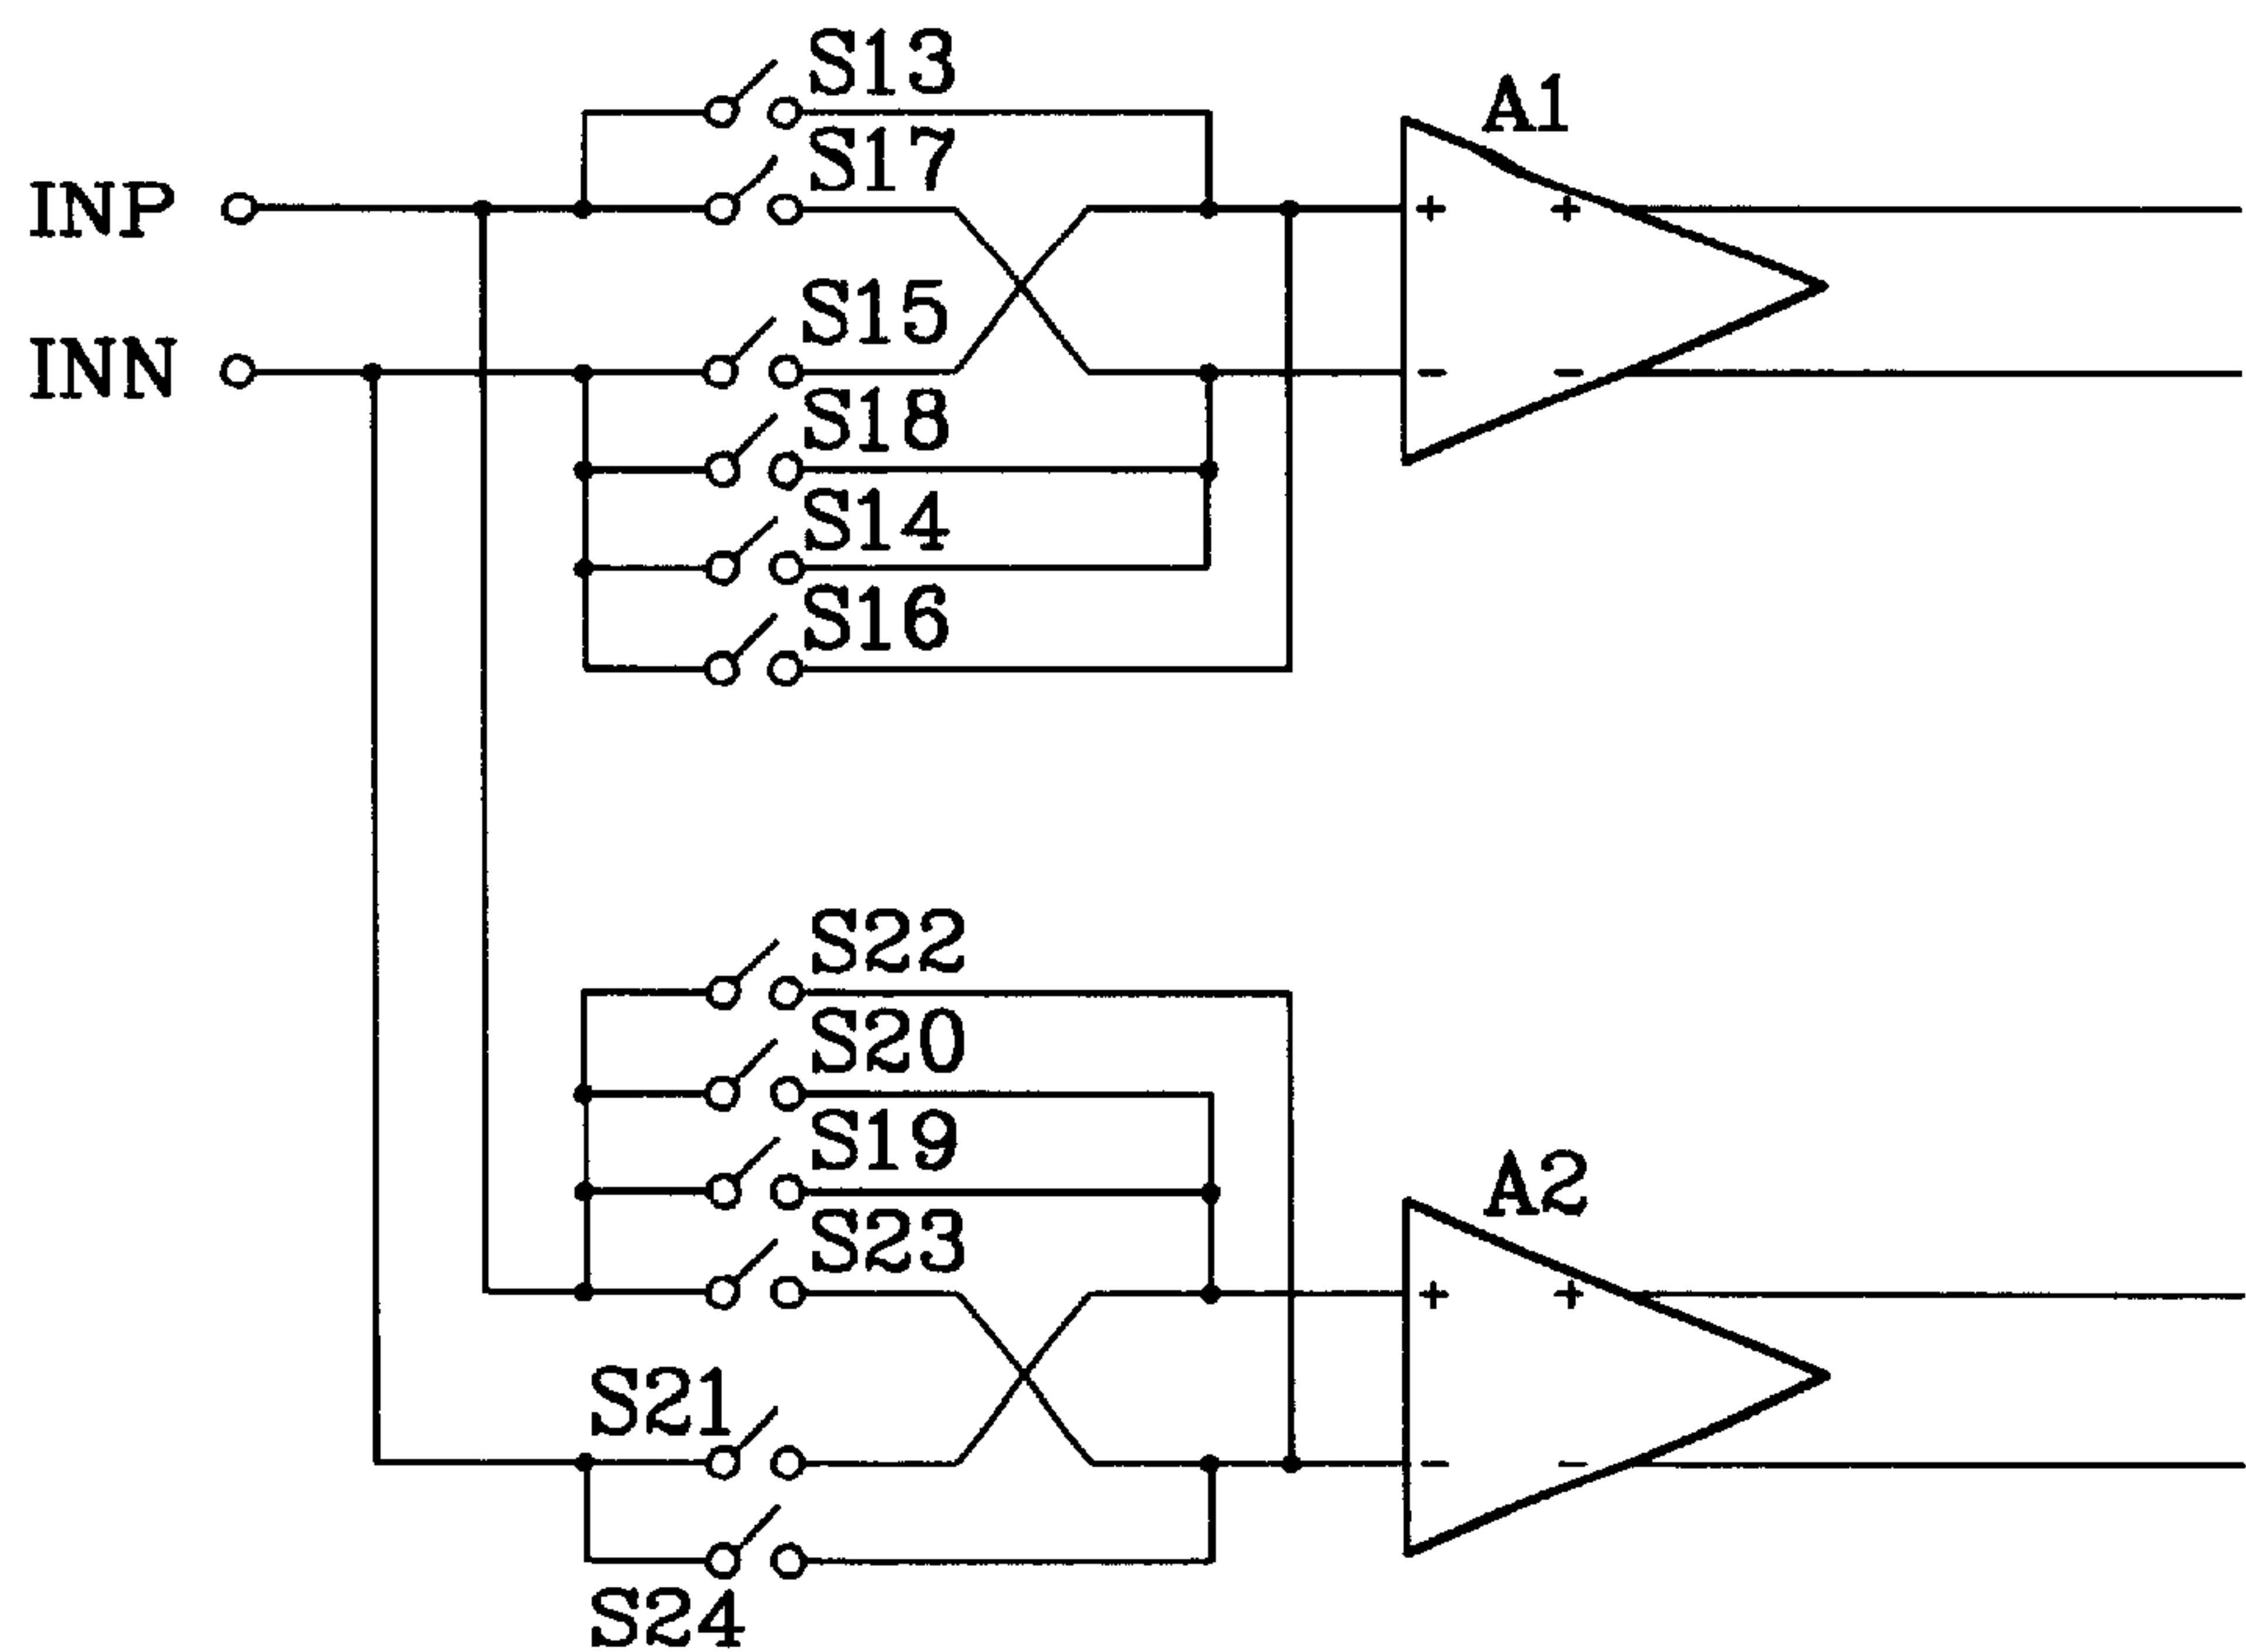 S13
A1
S17
INP
+ +
S15
INN
- -
S18
S14
S16
S22
S20
S19
A2
S23
+ +
S21
- -
S24